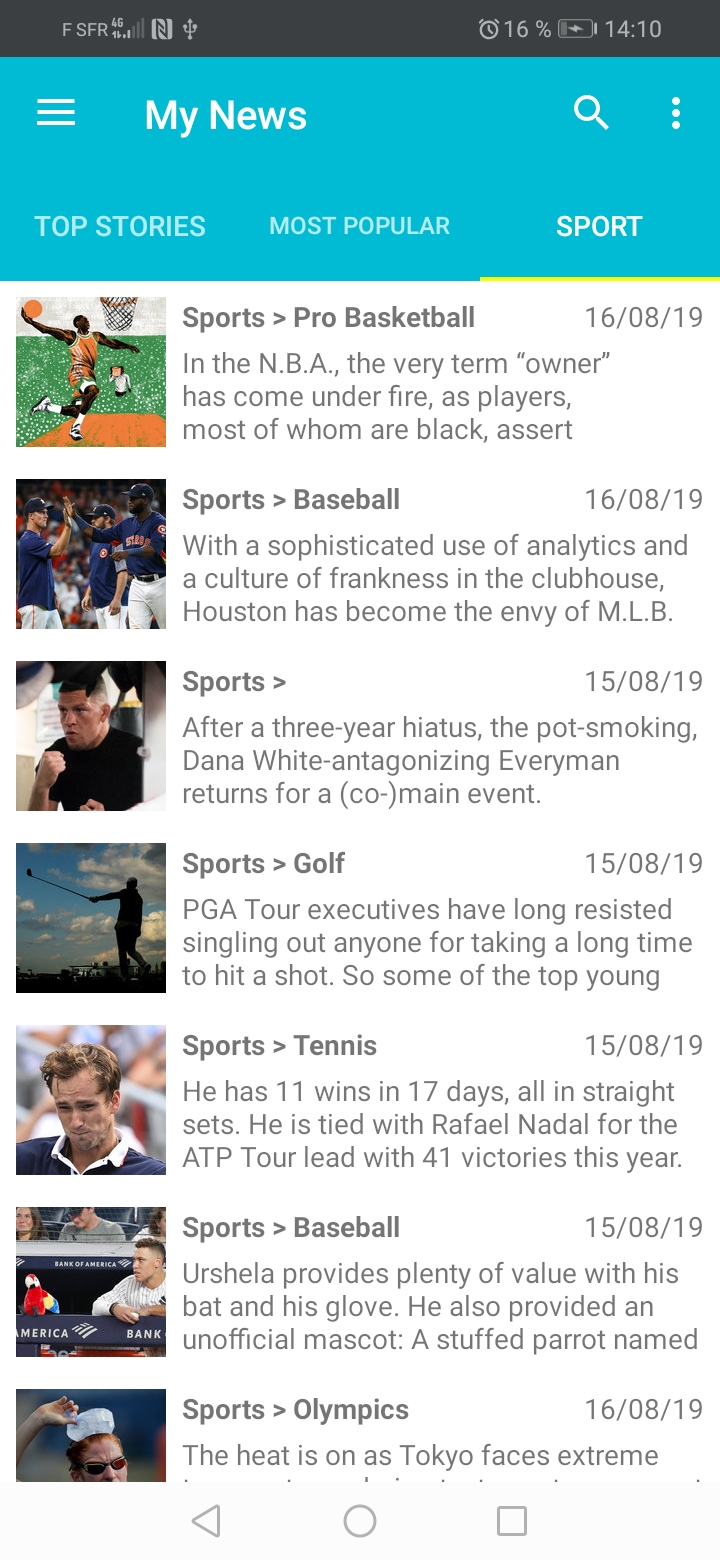 F SFR 4G 16 % 14:10
My News
TOP STORIES MOST POPULAR SPORT
Sports > Pro Basketball 16/08/19
In the N.B.A., the very term “owner”
has come under fire, as players,
most of whom are black, assert
Sports > Baseball 16/08/19
With a sophisticated use of analytics and
a culture of frankness in the clubhouse,
Houston has become the envy of M.L.B.
Sports > 15/08/19
After a three-year hiatus, the pot-smoking,
Dana White-antagonizing Everyman
returns for a (co-)main event.
Sports > Golf 15/08/19
PGA Tour executives have long resisted
singling out anyone for taking a long time
to hit a shot. So some of the top young
Sports > Tennis 15/08/19
He has 11 wins in 17 days, all in straight
sets. He is tied with Rafael Nadal for the
ATP Tour lead with 41 victories this year.
Sports > Baseball 15/08/19
BANK OF AMERICA
AMERICA BANK
Urshela provides plenty of value with his
bat and his glove. He also provided an
unofficial mascot: A stuffed parrot named
Sports > Olympics 16/08/19
The heat is on as Tokyo faces extreme